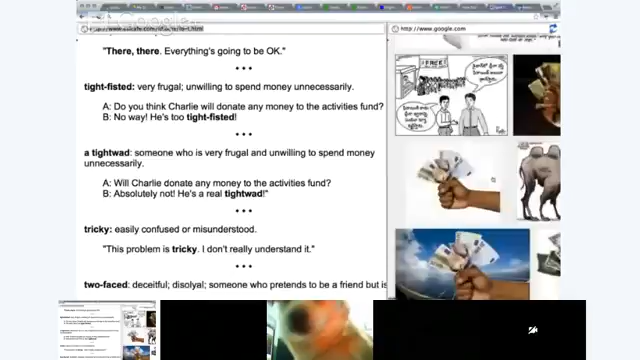 http://www.google.com
"There, there. Everything's going to be OK."
• • •
tight-fisted: very frugal; unwilling to spend money unnecessarily.
A: Do you think Charlie will donate any money to the activities fund?
B: No way! He's too tight-fisted!
• • •
a tightwad: someone who is very frugal and unwilling to spend money
unnecessarily.
A: Will Charlie donate any money to the activities fund?
B: Absolutely not! He's a real tightwad!"
• • •
tricky: easily confused or misunderstood.
"This problem is tricky. I don't really understand it."
• • •
two-faced: deceitful; disolyal; someone who pretends to be a friend but is
FREE